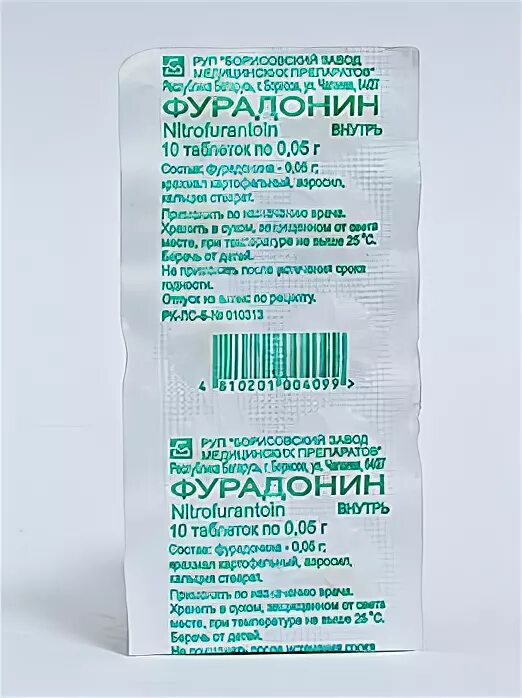 РУП "БОРИСОВСКИЙ ЗАВОД
МЕДИЦИНСКИХ ПРЕПАРАТОВ"
Республика Беларусь, г. Борисов, ул. Чапаева, 64/27
ФУРАДОНИН
Nitrofurantoin ВНУТРЬ
10 таблеток по 0,05 г
Состав: фурадонина - 0,05 г;
крахмал картофельный, аэросил,
кальция стеарат.
Применять по назначению врача.
Хранить в сухом, защищенном от света
месте, при температуре не выше 25 °С.
Беречь от детей.
Не применять после истечения срока
годности.
Отпуск из аптек по рецепту.
РК-ЛС-5-№ 010313
4 810201 004099 >
РУП "БОРИСОВСКИЙ ЗАВОД
МЕДИЦИНСКИХ ПРЕПАРАТОВ"
Республика Беларусь, г. Борисов, ул. Чапаева, 64/27
ФУРАДОНИН
Nitrofurantoin ВНУТРЬ
10 таблеток по 0,05 г
Состав: фурадонина - 0,05 г;
крахмал картофельный, аэросил,
кальция стеарат.
Применять по назначению врача.
Хранить в сухом, защищенном от света
месте, при температуре не выше 25 °С.
Беречь от детей.
Не применять после истечения срока